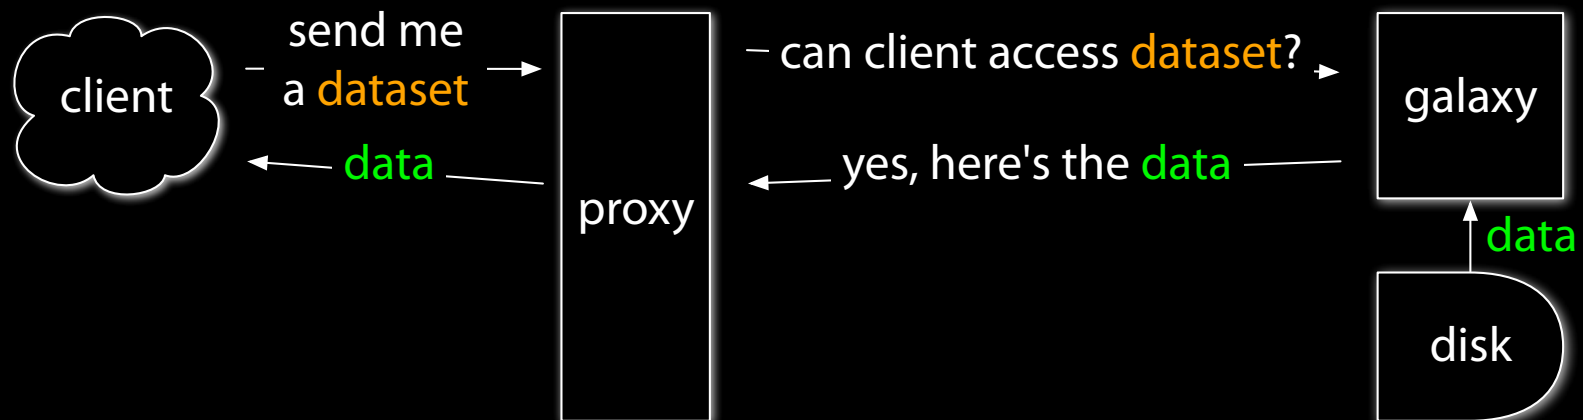 client
send me
a dataset
data
proxy
can client access dataset?
yes, here's the data
galaxy
data
disk